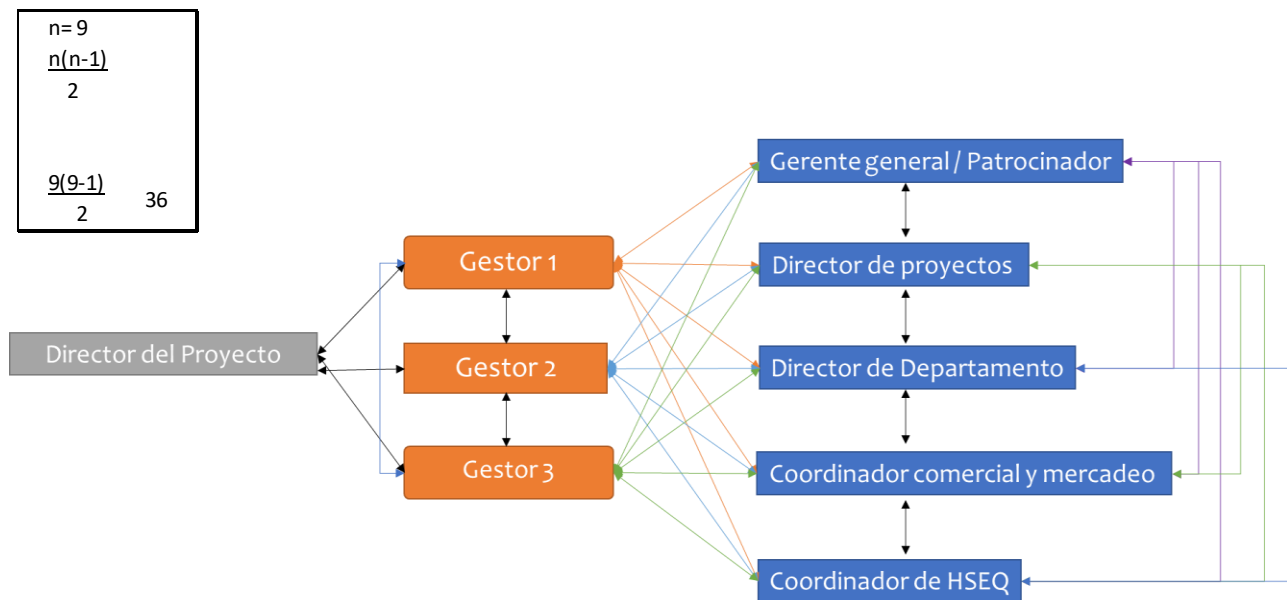 n= 9
n(n-1)
2
9(9-1)
2
36
Gerente general / Patrocinador
Gestor 1
Director de proyectos
Director del Proyecto
Gestor 2
Director de Departamento
Gestor 3
Coordinador comercial y mercadeo
Coordinador de HSEQ